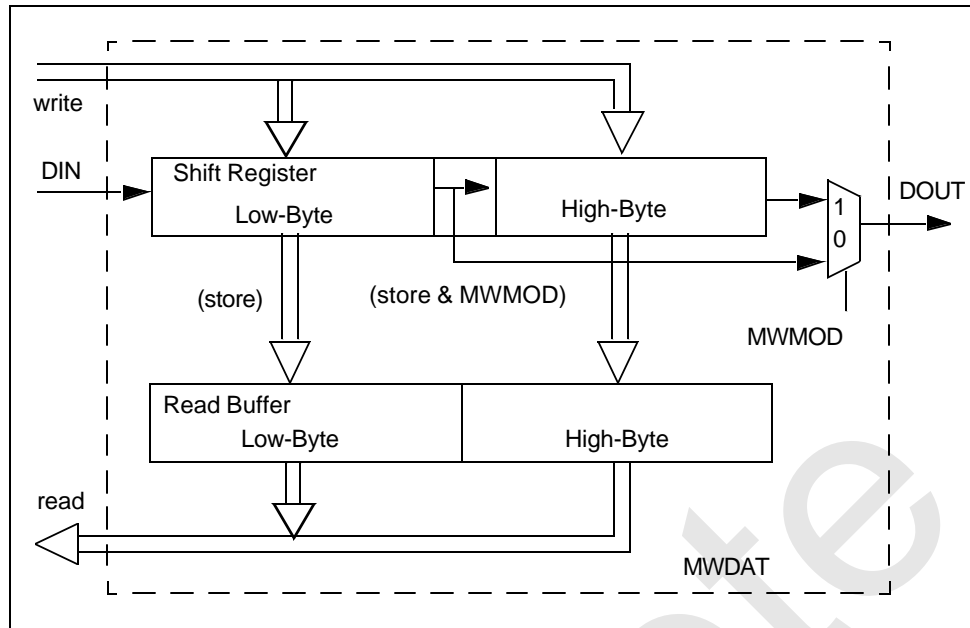 write
DIN
Shift Register
Low-Byte
High-Byte
1
0
DOUT
(store)
(store & MWMOD)
MWMOD
Read Buffer
Low-Byte
High-Byte
read
MWDAT
ete